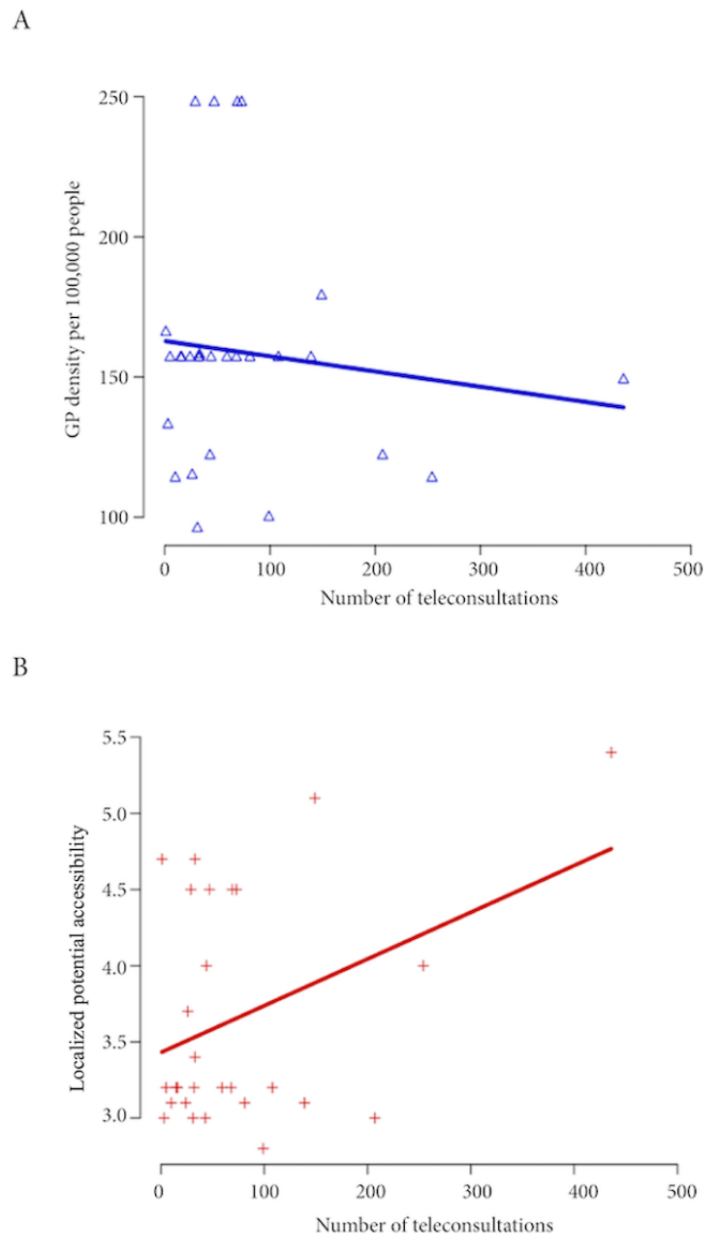 A
250
200
150
100
GP density per 100,000 people
0 100 200 300 400 500
Number of teleconsultations
B
5.5
5.0
4.5
4.0
3.5
3.0
Localized potential accessibility
0 100 200 300 400 500
Number of teleconsultations